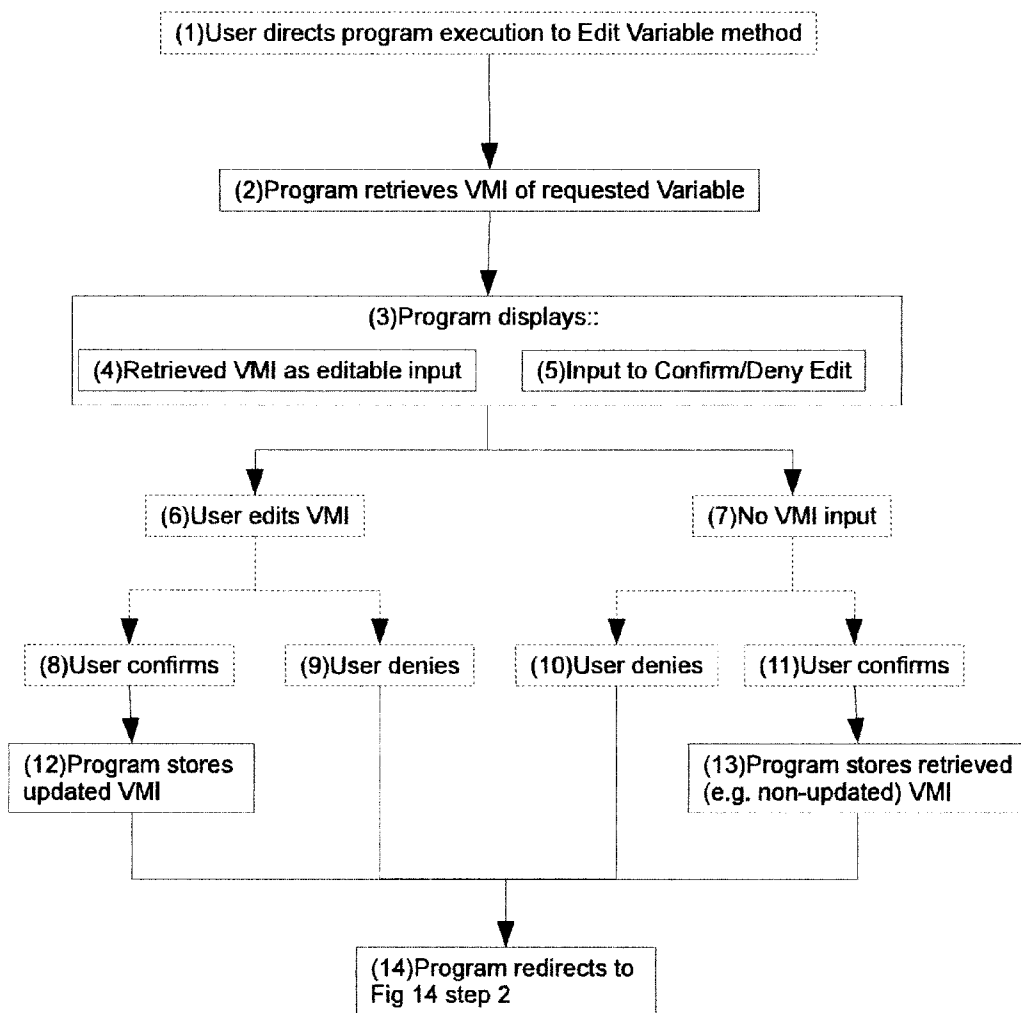 (1)User directs program execution to Edit Variable method
(2)Program retrieves VMI of requested Variable
(3)Program displays::
(4)Retrieved VMI as editable input
(5)Input to Confirm/Deny Edit
(6)User edits VMI
(7)No VMI input
(8)User confirms
(9)User denies
(10)User denies
(11)User confirms
(12)Program stores
updated VMI
(13)Program stores retrieved
(e.g. non-updated) VMI
(14)Program redirects to
Fig 14 step 2